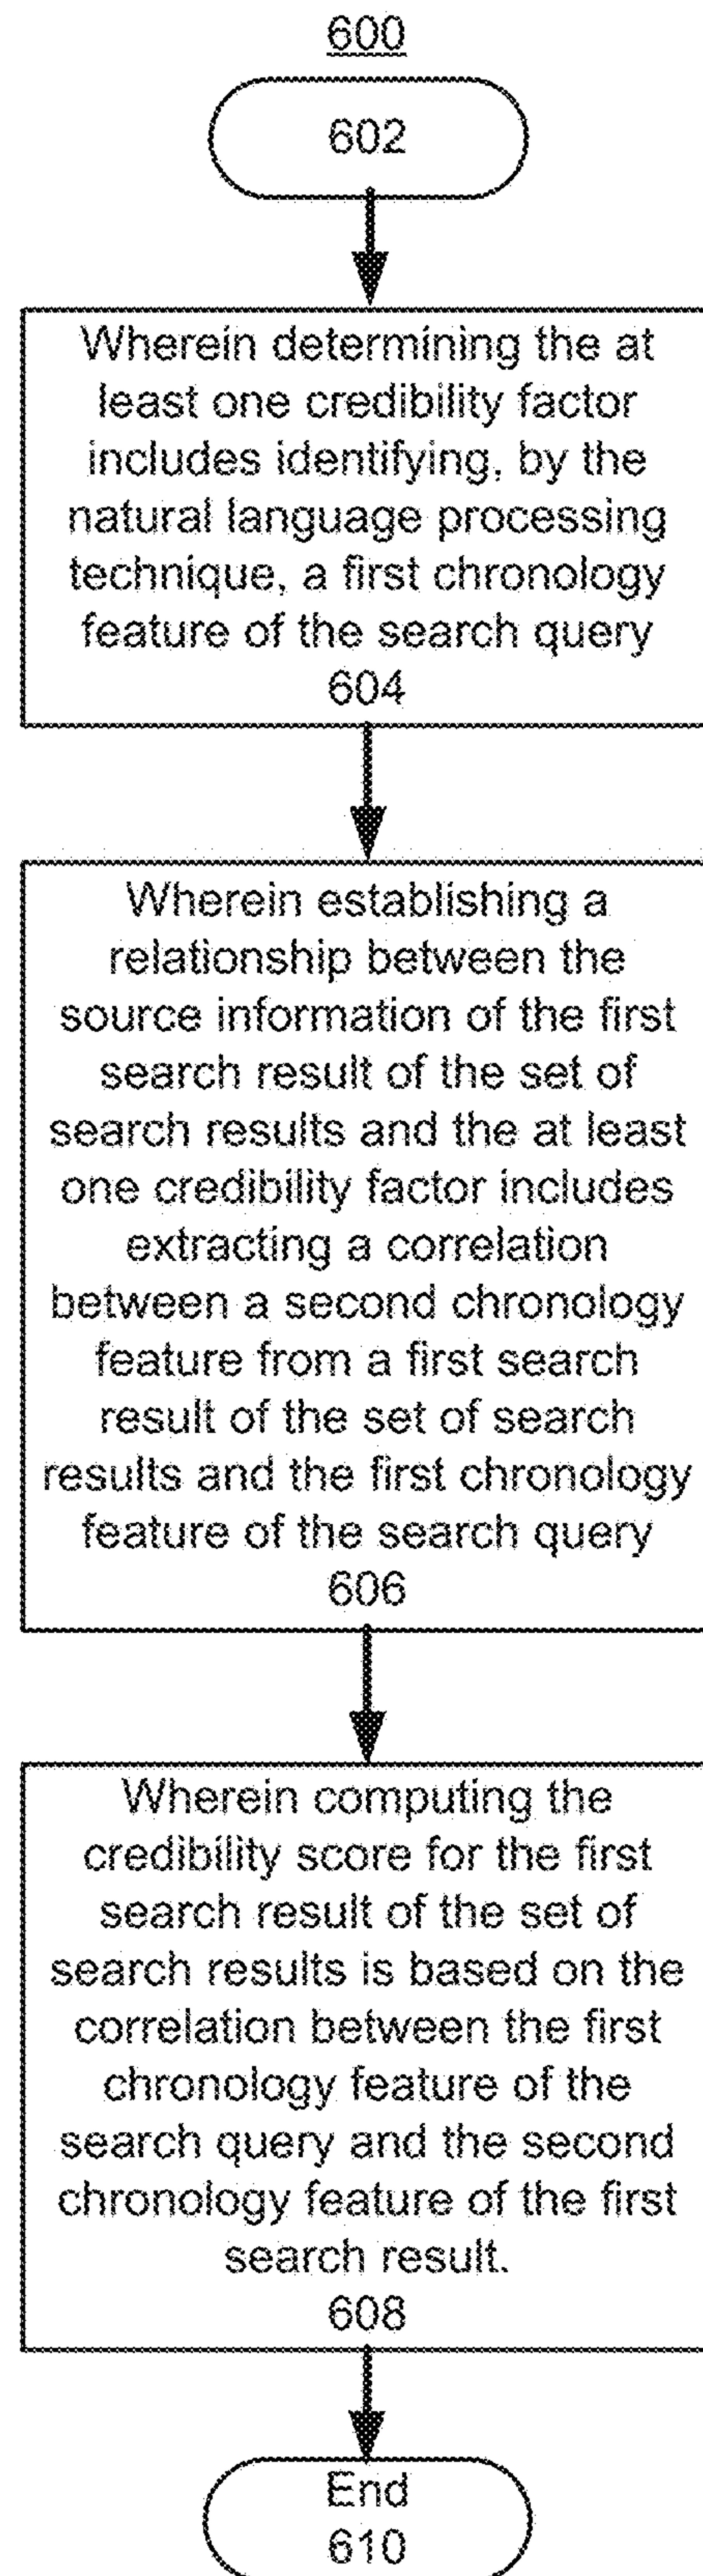 600
602
Wherein determining the at
least one credibility factor
includes identifying, by the
natural language processing
technique, a first chronology
feature of the search query
604
Wherein establishing a
relationship between the
source information of the first
search result of the set of
search results and the at least
one credibility factor includes
extracting a correlation
between a second chronology
feature from a first search
result of the set of search
results and the first chronology
feature of the search query
606
Wherein computing the
credibility score for the first
search result of the set of
search results is based on the
correlation between the first
chronology feature of the
search query and the second
chronology feature of the first
search result.
608
End
610